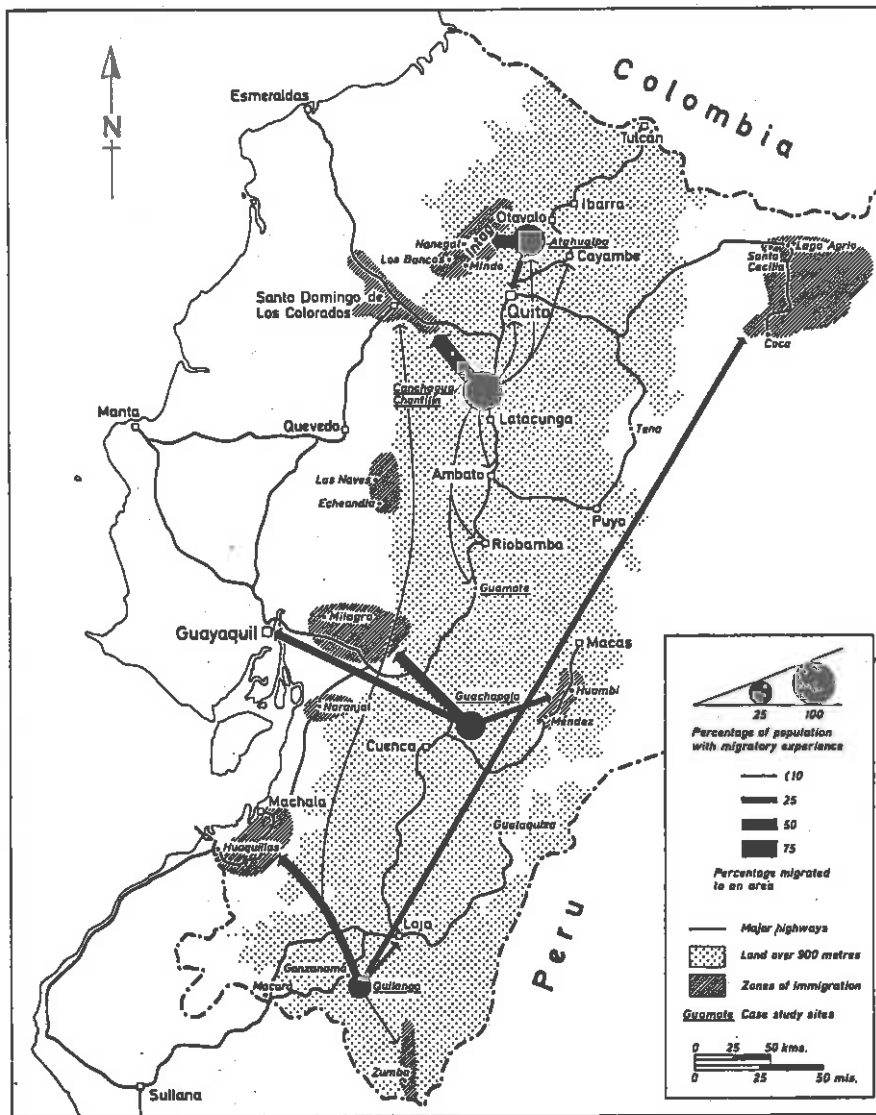 Colombia
N
Esmeraldas
Tulcan
Ibarra
Otavalo
Intag
Nanegal
Los Bancos
Mindo
Atahualpa
Cayambe
Lago Agrio
Santa Cecilia
Coca
Santo Domingo de
Los Colorados
Quito
Canchagua
Chantilín
Manta
Quevedo
Latacunga
Tena
Las Naves
Echeandia
Ambato
Puyo
Riobamba
Guamote
Milagro
Guayaquil
Macas
Guachapala
Huambi
Mendez
Naranjal
Cuenca
Machala
Gualaquiza
Huaquillas
Peru
Loja
Gonzanamá
Macará
Quilanga
Zumba
Sullana
25 100
Percentage of population
with migratory experience
<10
25
50
75
Percentage migrated
to an area
Major highways
Land over 900 metres
Zones of immigration
Guamote Case study sites
0 25 50 kms.
0 25 50 mls.